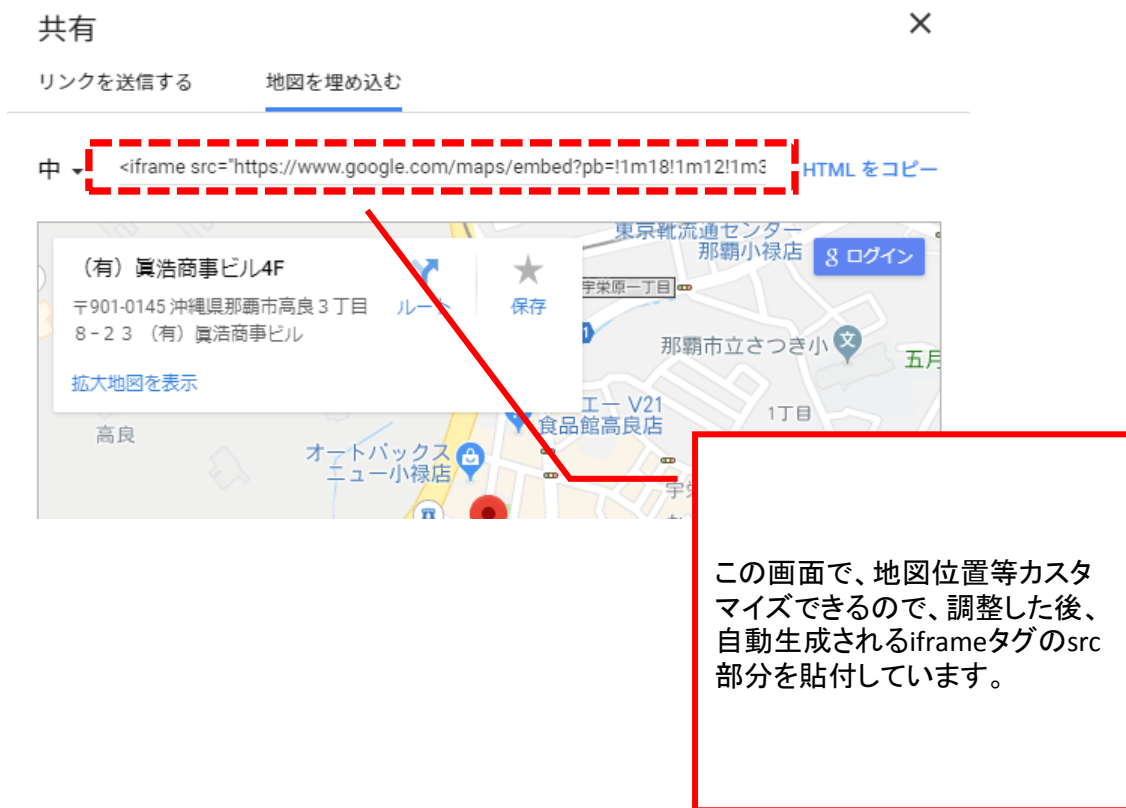 共有
リンクを送信する
地図を埋め込む
中
<iframe src="https://www.google.com/maps/embed?pb=!1m18!1m12!1m3
HTML をコピー
（有）眞浩商事ビル4F
〒901-0145 沖縄県那覇市高良３丁目
８−２３ （有）眞浩商事ビル
拡大地図を表示
ルート
保存
東京靴流通センター
那覇小禄店
ログイン
宇栄原一丁目
那覇市立さつき小
文
五月
1丁目
エー V21
食品館高良店
高良
オートバックス
ニュー小禄店
この画面で、地図位置等カスタ
マイズできるので、調整した後、
自動生成されるiframeタグのsrc
部分を貼付しています。